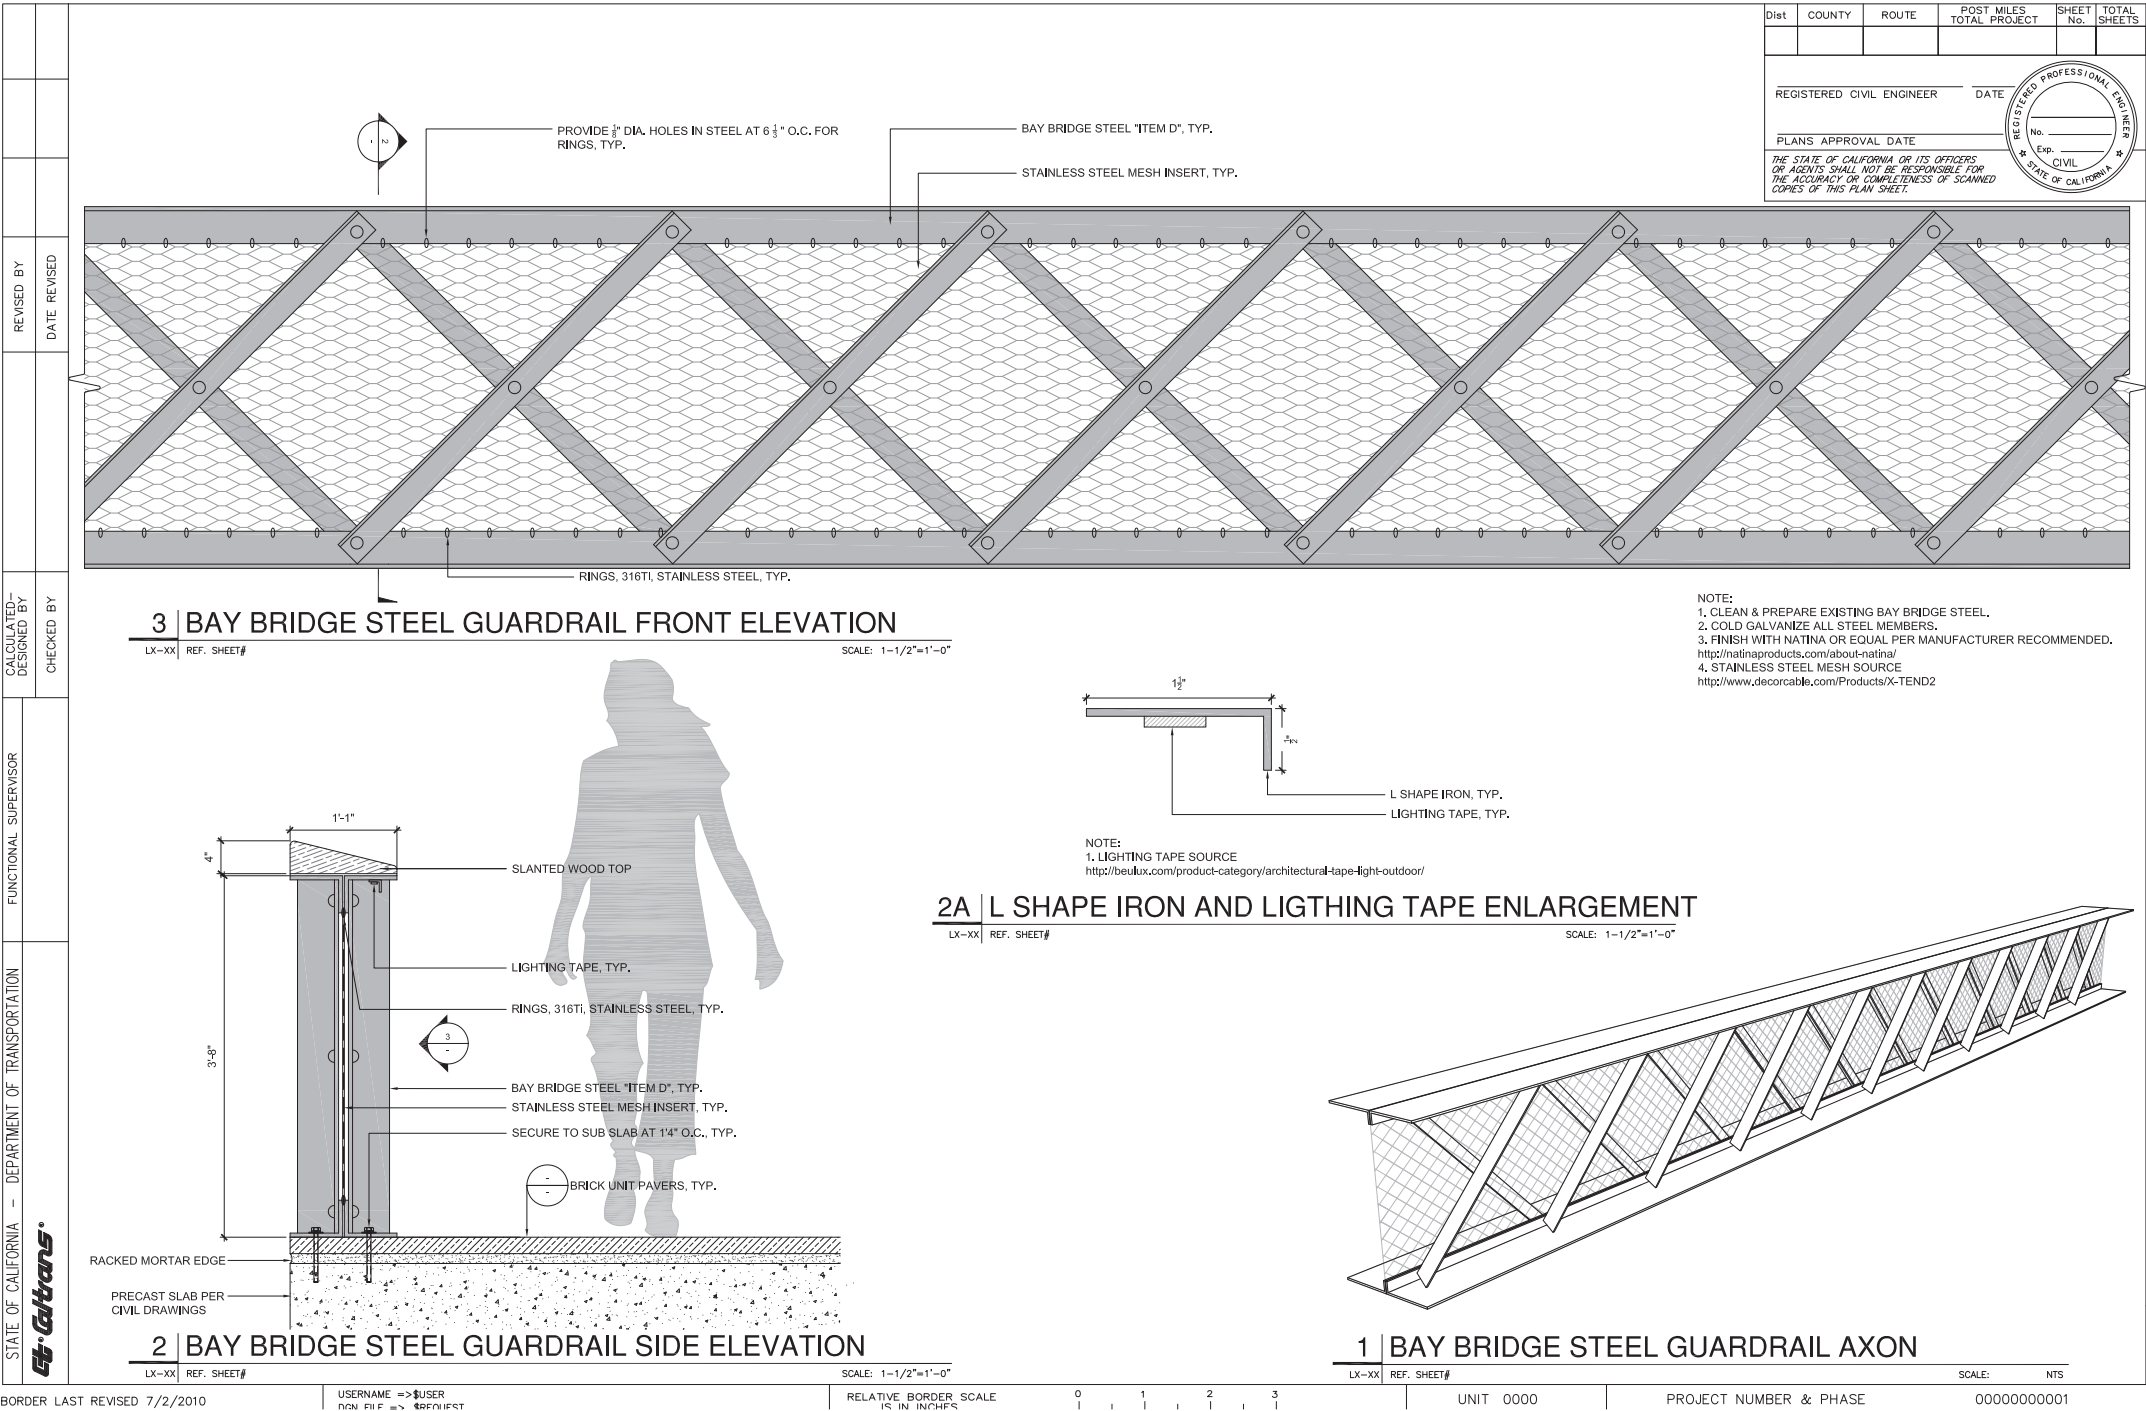 Dist COUNTY ROUTE POST MILES TOTAL PROJECT SHEET No. TOTAL SHEETS
REGISTERED CIVIL ENGINEER DATE
PLANS APPROVAL DATE
THE STATE OF CALIFORNIA OR ITS OFFICERS
OR AGENTS SHALL NOT BE RESPONSIBLE FOR
THE ACCURACY OR COMPLETENESS OF SCANNED
COPIES OF THIS PLAN SHEET.
REGISTERED PROFESSIONAL ENGINEER
No.
Exp.
CIVIL
STATE OF CALIFORNIA
2
-
PROVIDE 1/8" DIA. HOLES IN STEEL AT 6 1/3" O.C. FOR
RINGS, TYP.
BAY BRIDGE STEEL "ITEM D", TYP.
STAINLESS STEEL MESH INSERT, TYP.
RINGS, 316TI, STAINLESS STEEL, TYP.
3 BAY BRIDGE STEEL GUARDRAIL FRONT ELEVATION
LX-XX REF. SHEET# SCALE: 1-1/2"=1'-0"
NOTE:
1. CLEAN & PREPARE EXISTING BAY BRIDGE STEEL.
2. COLD GALVANIZE ALL STEEL MEMBERS.
3. FINISH WITH NATINA OR EQUAL PER MANUFACTURER RECOMMENDED.
http://natinaproducts.com/about-natina/
4. STAINLESS STEEL MESH SOURCE
http://www.decorcable.com/Products/X-TEND2
1 1/2"
1/2"
L SHAPE IRON, TYP.
LIGHTING TAPE, TYP.
NOTE:
1. LIGHTING TAPE SOURCE
http://beulux.com/product-category/architectural-tape-light-outdoor/
2A L SHAPE IRON AND LIGTHING TAPE ENLARGEMENT
LX-XX REF. SHEET# SCALE: 1-1/2"=1'-0"
1'-1"
4"
3'-8"
SLANTED WOOD TOP
LIGHTING TAPE, TYP.
RINGS, 316Ti, STAINLESS STEEL, TYP.
3
-
BAY BRIDGE STEEL "ITEM D", TYP.
STAINLESS STEEL MESH INSERT, TYP.
SECURE TO SUB SLAB AT 1'4" O.C., TYP.
-
-
BRICK UNIT PAVERS, TYP.
RACKED MORTAR EDGE
PRECAST SLAB PER
CIVIL DRAWINGS
2 BAY BRIDGE STEEL GUARDRAIL SIDE ELEVATION
LX-XX REF. SHEET# SCALE: 1-1/2"=1'-0"
1 BAY BRIDGE STEEL GUARDRAIL AXON
LX-XX REF. SHEET# SCALE: NTS
REVISED BY
DATE REVISED
CALCULATED-
DESIGNED BY
CHECKED BY
FUNCTIONAL SUPERVISOR
STATE OF CALIFORNIA - DEPARTMENT OF TRANSPORTATION
ct Caltrans
BORDER LAST REVISED 7/2/2010
USERNAME =>$USER
DGN FILE => $REQUEST
RELATIVE BORDER SCALE
IS IN INCHES
0 1 2 3
UNIT 0000
PROJECT NUMBER & PHASE
00000000001